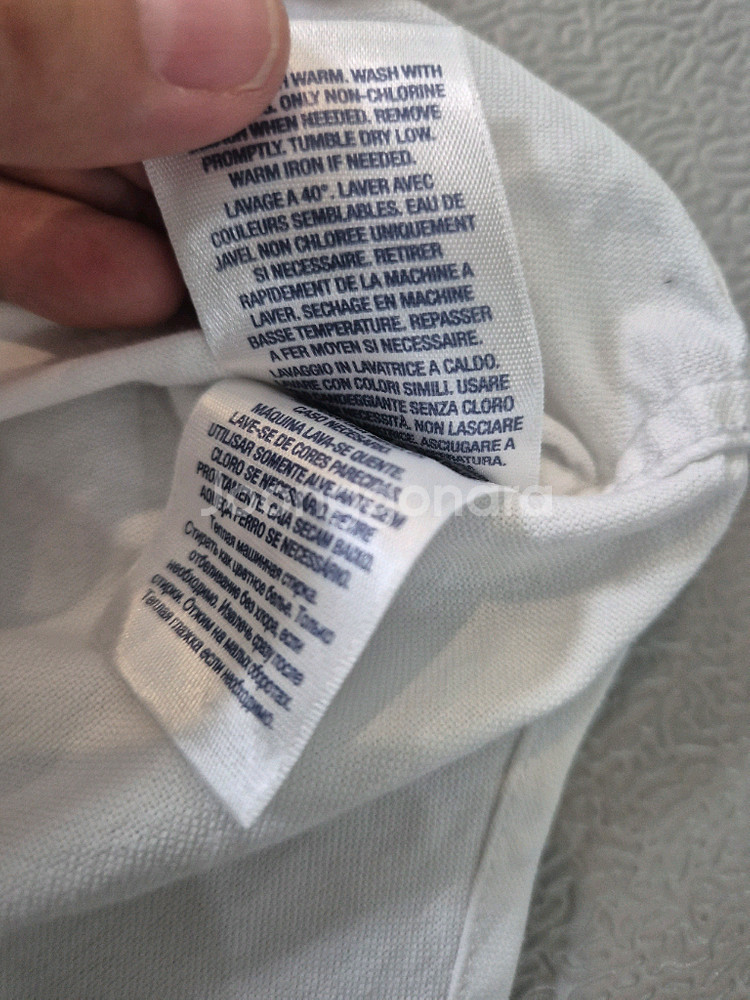 WARM. WASH WITH
ONLY NON-CHLORINE
WHEN NEEDED. REMOVE
PROMPTLY. TUMBLE DRY LOW.
WARM IRON IF NEEDED.
LAVAGE A 40°. LAVER AVEC
COULEURS SEMBLABLES. EAU DE
JAVEL NON CHLOREE UNIQUEMENT
SI NECESSAIRE. RETIRER
RAPIDEMENT DE LA MACHINE A
LAVER. SECHAGE EN MACHINE
BASSE TEMPERATURE. REPASSER
A FER MOYEN SI NECESSAIRE.
LAVAGGIO IN LAVATRICE A CALDO.
LAVARE CON COLORI SIMILI. USARE
SENZA CLORO
NON LASCIARE
ASCIUGARE A
CASO NECESSARIO.
MAQUINA LAVA-SE QUENTE.
LAVE-SE DE CORES PARECIDAS
UTILISAR SOMENTE ALVEJANTE SEM
CLORO SE NECESSARIO RETIRE
PRONTAMENTE. CAIA SECAM BAIXO.
AQUEÇA FERRO SE NECESSARIO.
Теплая машинная стирка.
Стирать как цветное белье. Только
отбеливание без хлора, если
необходимо. Извлечь сразу после
стирки. Отжим на малых оборотах.
Теплая глажка если необходимо.